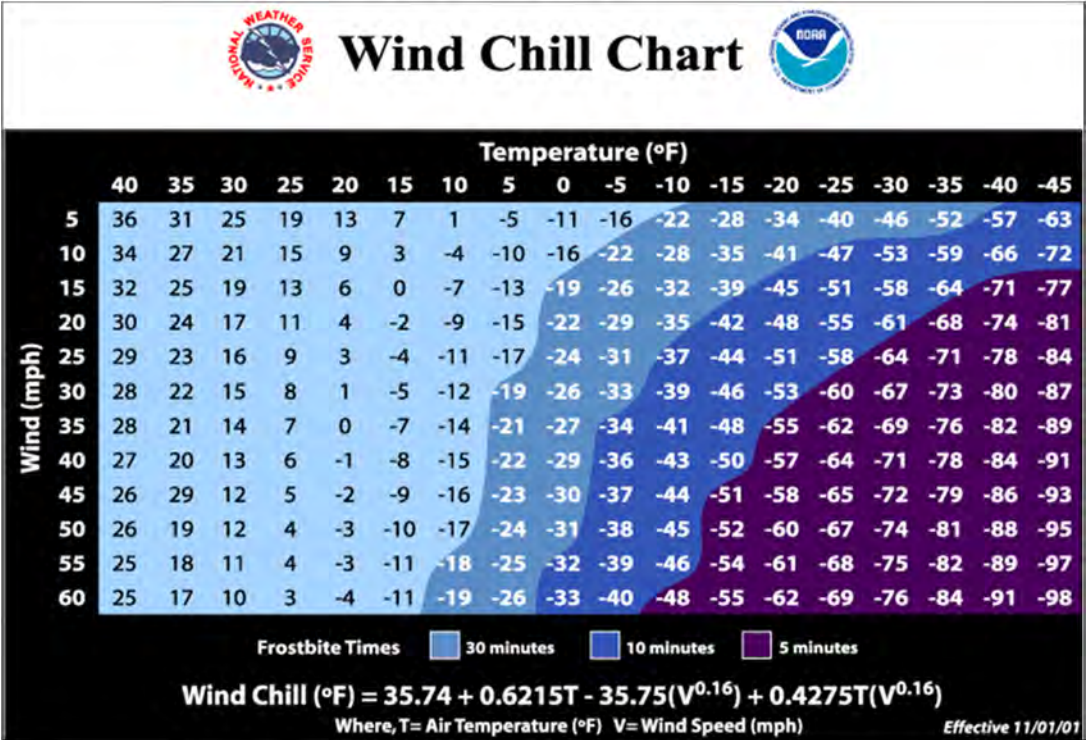 NATIONAL WEATHER SERVICE
Wind Chill Chart
NOAA
Temperature (ºF)
40 35 30 25 20 15 10 5 0 -5 -10 -15 -20 -25 -30 -35 -40 -45
Wind (mph)
5 36 31 25 19 13 7 1 -5 -11 -16 -22 -28 -34 -40 -46 -52 -57 -63
10 34 27 21 15 9 3 -4 -10 -16 -22 -28 -35 -41 -47 -53 -59 -66 -72
15 32 25 19 13 6 0 -7 -13 -19 -26 -32 -39 -45 -51 -58 -64 -71 -77
20 30 24 17 11 4 -2 -9 -15 -22 -29 -35 -42 -48 -55 -61 -68 -74 -81
25 29 23 16 9 3 -4 -11 -17 -24 -31 -37 -44 -51 -58 -64 -71 -78 -84
30 28 22 15 8 1 -5 -12 -19 -26 -33 -39 -46 -53 -60 -67 -73 -80 -87
35 28 21 14 7 0 -7 -14 -21 -27 -34 -41 -48 -55 -62 -69 -76 -82 -89
40 27 20 13 6 -1 -8 -15 -22 -29 -36 -43 -50 -57 -64 -71 -78 -84 -91
45 26 29 12 5 -2 -9 -16 -23 -30 -37 -44 -51 -58 -65 -72 -79 -86 -93
50 26 19 12 4 -3 -10 -17 -24 -31 -38 -45 -52 -60 -67 -74 -81 -88 -95
55 25 18 11 4 -3 -11 -18 -25 -32 -39 -46 -54 -61 -68 -75 -82 -89 -97
60 25 17 10 3 -4 -11 -19 -26 -33 -40 -48 -55 -62 -69 -76 -84 -91 -98
Frostbite Times 30 minutes 10 minutes 5 minutes
Wind Chill (ºF) = 35.74 + 0.6215T - 35.75(V^0.16) + 0.4275T(V^0.16)
Where, T= Air Temperature (ºF) V= Wind Speed (mph)
Effective 11/01/01